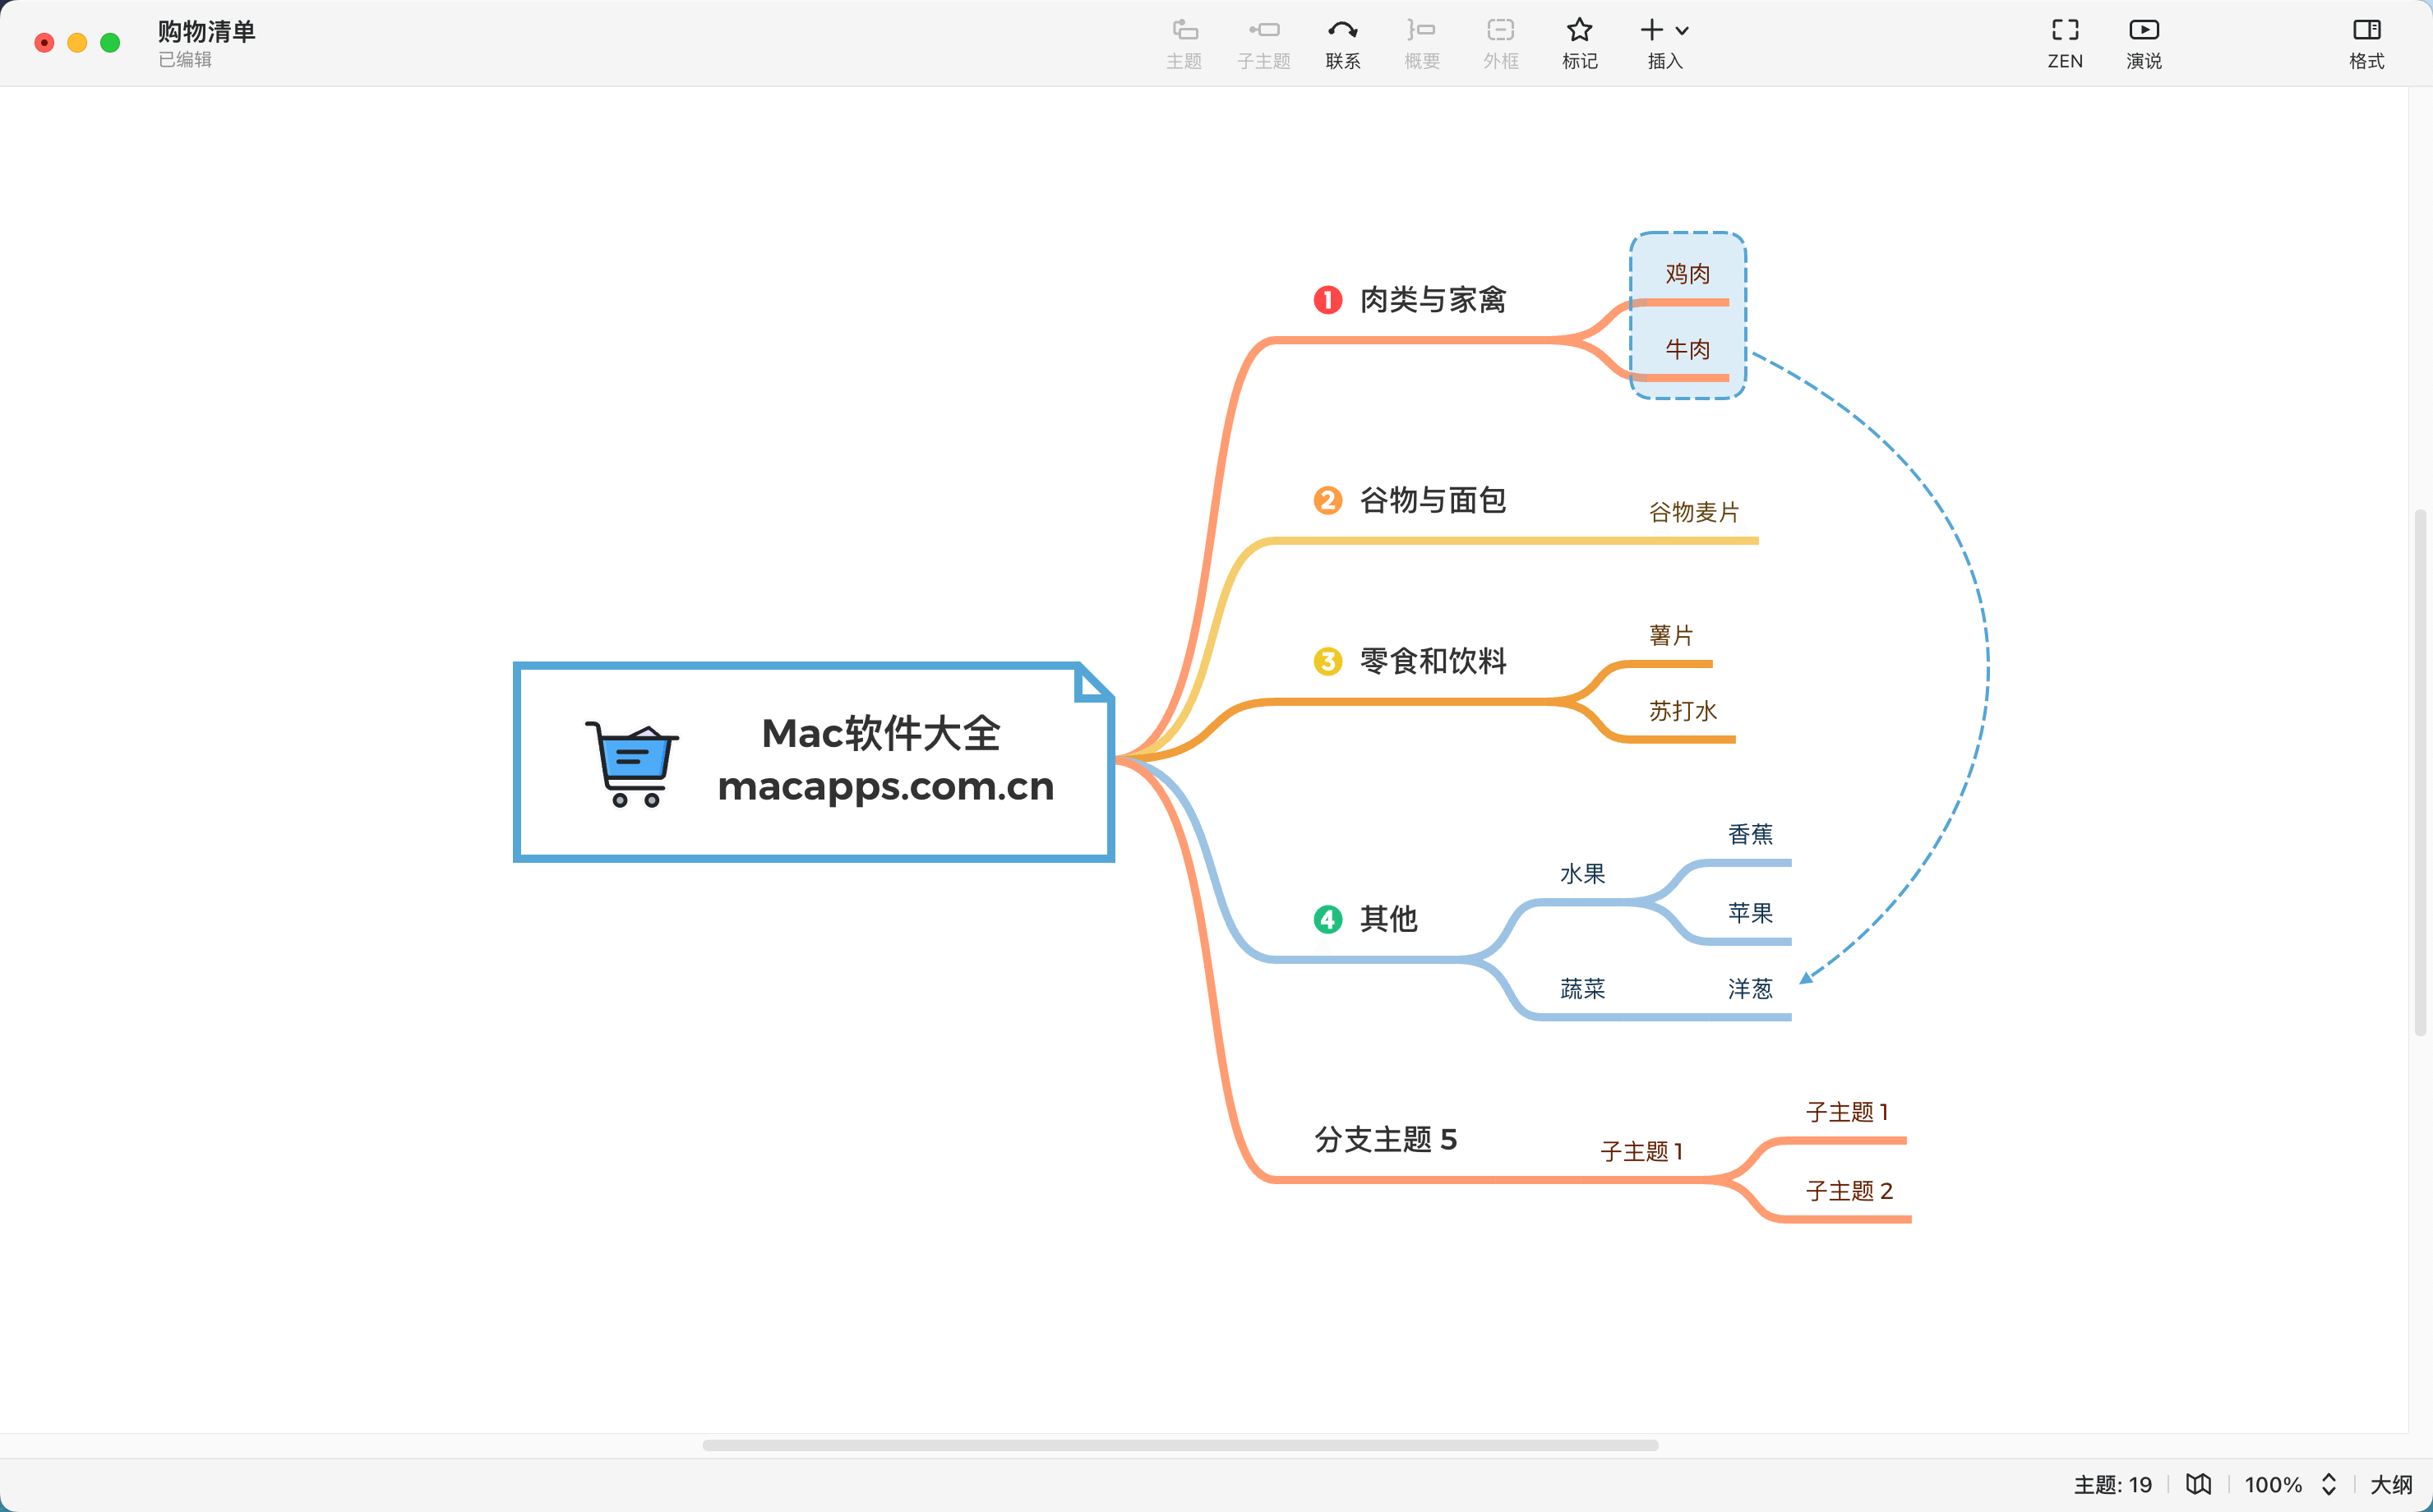 购物清单
已编辑
主题
子主题
联系
概要
外框
标记
插入
ZEN
演说
格式
1 肉类与家禽
鸡肉
牛肉
2 谷物与面包
谷物麦片
3 零食和饮料
薯片
苏打水
Mac软件大全
macapps.com.cn
4 其他
水果
香蕉
苹果
蔬菜
洋葱
分支主题 5
子主题 1
子主题 1
子主题 2
主题: 19
100%
大纲